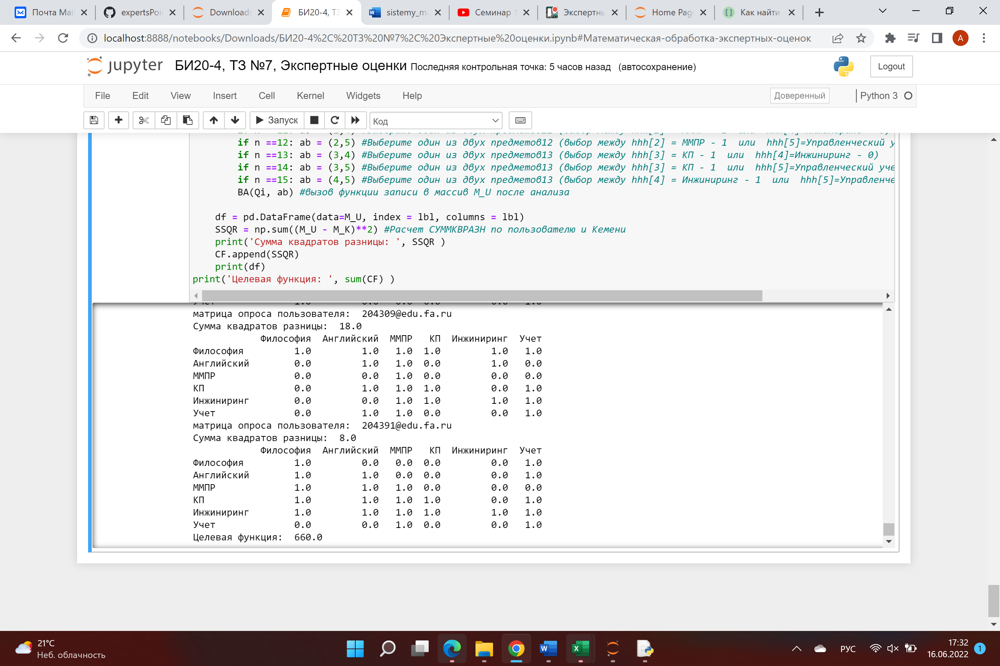 Почта Mai
expertsPoi
Downloads
БИ20-4, ТЗ
sistemy_m
Семинар 1
Экспертнь
Home Pag
Как найти
localhost:8888/notebooks/Downloads/БИ20-4%2C%20ТЗ%20№7%2C%20Экспертные%20оценки.ipynb#Математическая-обработка-экспертных-оценок
A
jupyter БИ20-4, ТЗ №7, Экспертные оценки Последняя контрольная точка: 5 часов назад (автосохранение)
Logout
File Edit View Insert Cell Kernel Widgets Help
Доверенный
Python 3
Запуск
Код
if n ==12: ab = (2,5) #Выберите один из двух предметов12 (выбор между hhh[2] = ММПР - 1 или hhh[5]=Управленческий у
if n ==13: ab = (3,4) #Выберите один из двух предметов13 (выбор между hhh[3] = КП - 1 или hhh[4]=Инжиниринг - 0)
if n ==14: ab = (3,5) #Выберите один из двух предметов13 (выбор между hhh[3] = КП - 1 или hhh[5]=Управленческий уче
if n ==15: ab = (4,5) #Выберите один из двух предметов13 (выбор между hhh[4] = Инжиниринг - 1 или hhh[5]=Управленче
BA(Qi, ab) #вызов функции записи в массив M_U после анализа
df = pd.DataFrame(data=M_U, index = lbl, columns = lbl)
SSQR = np.sum((M_U - M_K)**2) #Расчет СУММКВРАЗН по пользователю и Кемени
print('Сумма квадратов разницы: ', SSQR )
CF.append(SSQR)
print(df)
print('Целевая функция: ', sum(CF) )
матрица опроса пользователя: 204309@edu.fa.ru
Сумма квадратов разницы: 18.0
Философия Английский ММПР КП Инжиниринг Учет
Философия 1.0 1.0 1.0 1.0 1.0 1.0
Английский 0.0 1.0 1.0 0.0 1.0 0.0
ММПР 0.0 0.0 1.0 0.0 0.0 0.0
КП 0.0 1.0 1.0 1.0 0.0 1.0
Инжиниринг 0.0 0.0 1.0 1.0 1.0 1.0
Учет 0.0 1.0 1.0 0.0 0.0 1.0
матрица опроса пользователя: 204391@edu.fa.ru
Сумма квадратов разницы: 8.0
Философия Английский ММПР КП Инжиниринг Учет
Философия 1.0 0.0 0.0 0.0 0.0 1.0
Английский 1.0 1.0 0.0 0.0 0.0 1.0
ММПР 1.0 1.0 1.0 0.0 0.0 0.0
КП 1.0 1.0 1.0 1.0 0.0 1.0
Инжиниринг 1.0 1.0 1.0 1.0 1.0 1.0
Учет 0.0 0.0 1.0 0.0 0.0 1.0
Целевая функция: 660.0
21°C
Неб. облачность
РУС
17:32
16.06.2022
1